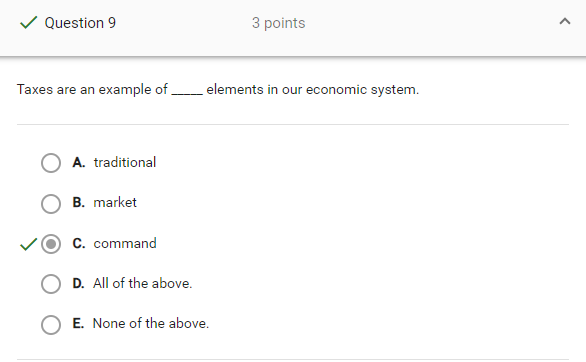 Question 9 3 points
Taxes are an example of _____ elements in our economic system.
A. traditional
B. market
C. command
D. All of the above.
E. None of the above.